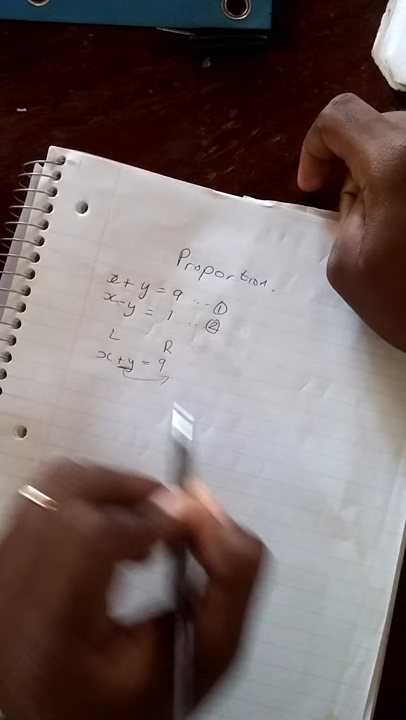 Proportion.
x + y = 9 ... ①
x - y = 1 ... ②
L R
x + y = 9